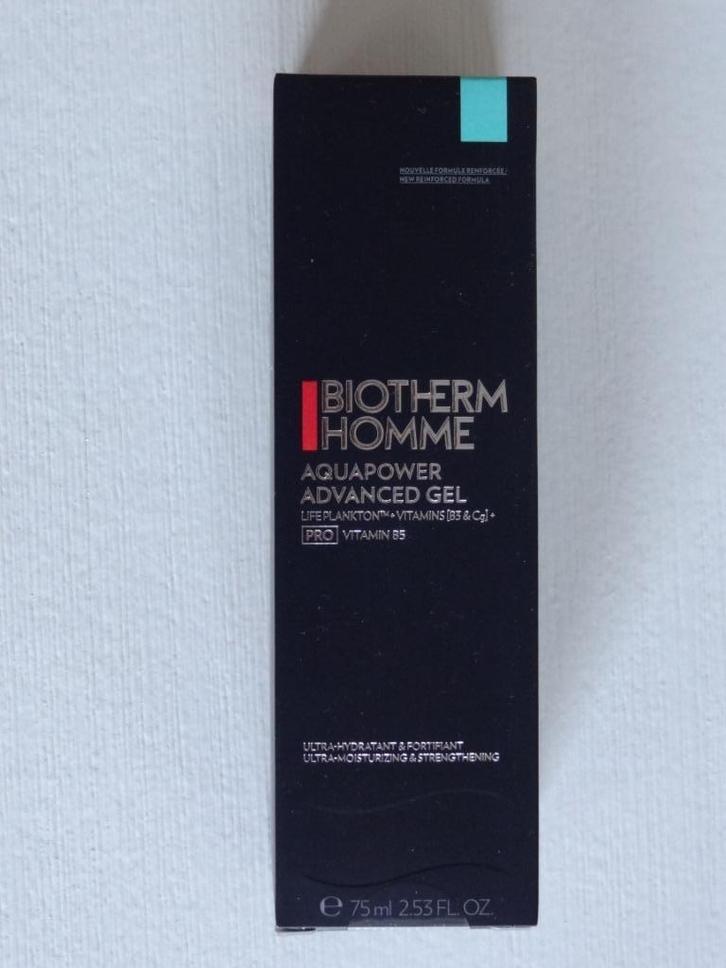 NOUVELLE FORMULE RENFORCÉE/
NEW REINFORCED FORMULA
BIOTHERM
HOMME
AQUAPOWER
ADVANCED GEL
LIFE PLANKTON™+ VITAMINS [B3 & Cg] +
PRO VITAMIN B5
ULTRA-HYDRATANT & FORTIFIANT
ULTRA-MOISTURIZING & STRENGTHENING
e 75 ml 2.53 FL. OZ.